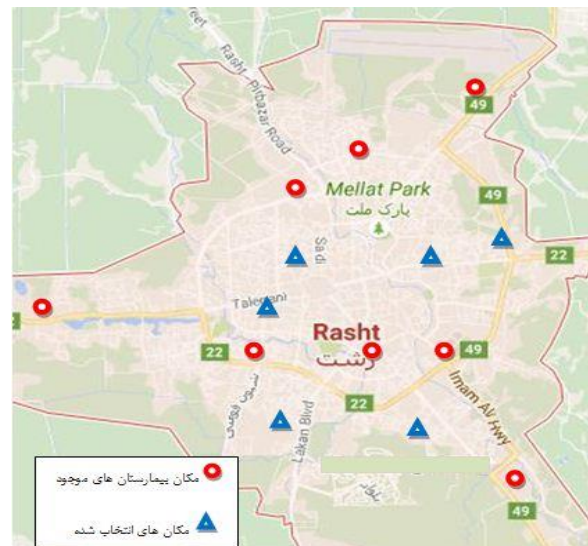 Rasht - Pirbazar Road
49
49
Mellat Park
پارک ملت
Sadi
22
Taleqani
Rasht
رشت
22
49
22
Lakan Blvd
Imam Ali Hwy
49
مکان بیمارستان های موجود
مکان های انتخاب شده